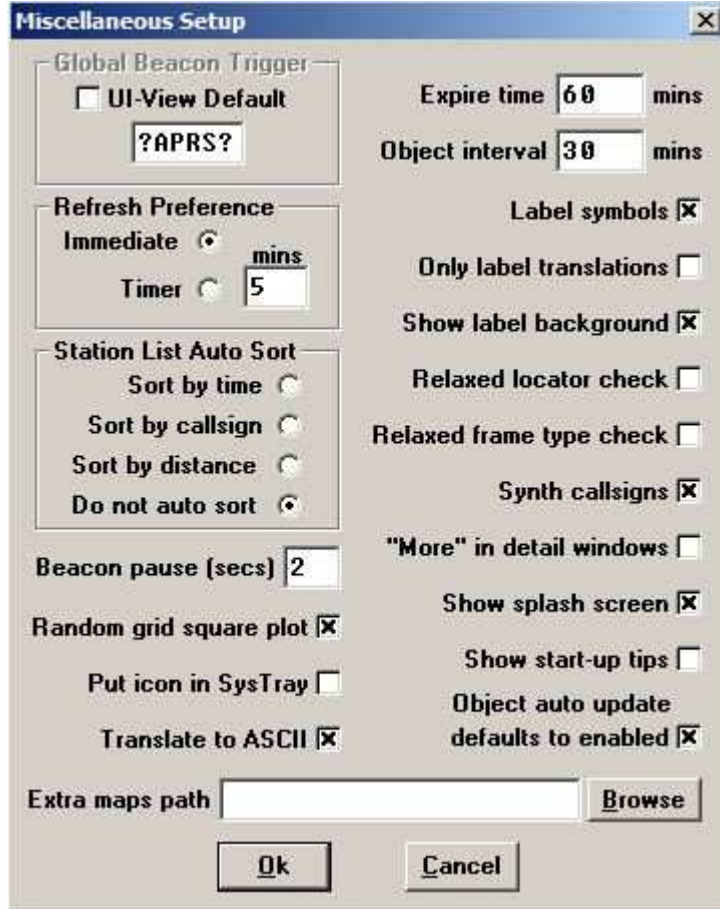 Miscellaneous Setup
Global Beacon Trigger
UI-View Default
?APRS?
Refresh Preference
Immediate
mins
Timer 5
Station List Auto Sort
Sort by time
Sort by callsign
Sort by distance
Do not auto sort
Beacon pause (secs) 2
Random grid square plot
Put icon in SysTray
Translate to ASCII
Expire time 60 mins
Object interval 30 mins
Label symbols
Only label translations
Show label background
Relaxed locator check
Relaxed frame type check
Synth callsigns
"More" in detail windows
Show splash screen
Show start-up tips
Object auto update
defaults to enabled
Extra maps path Browse
Ok Cancel